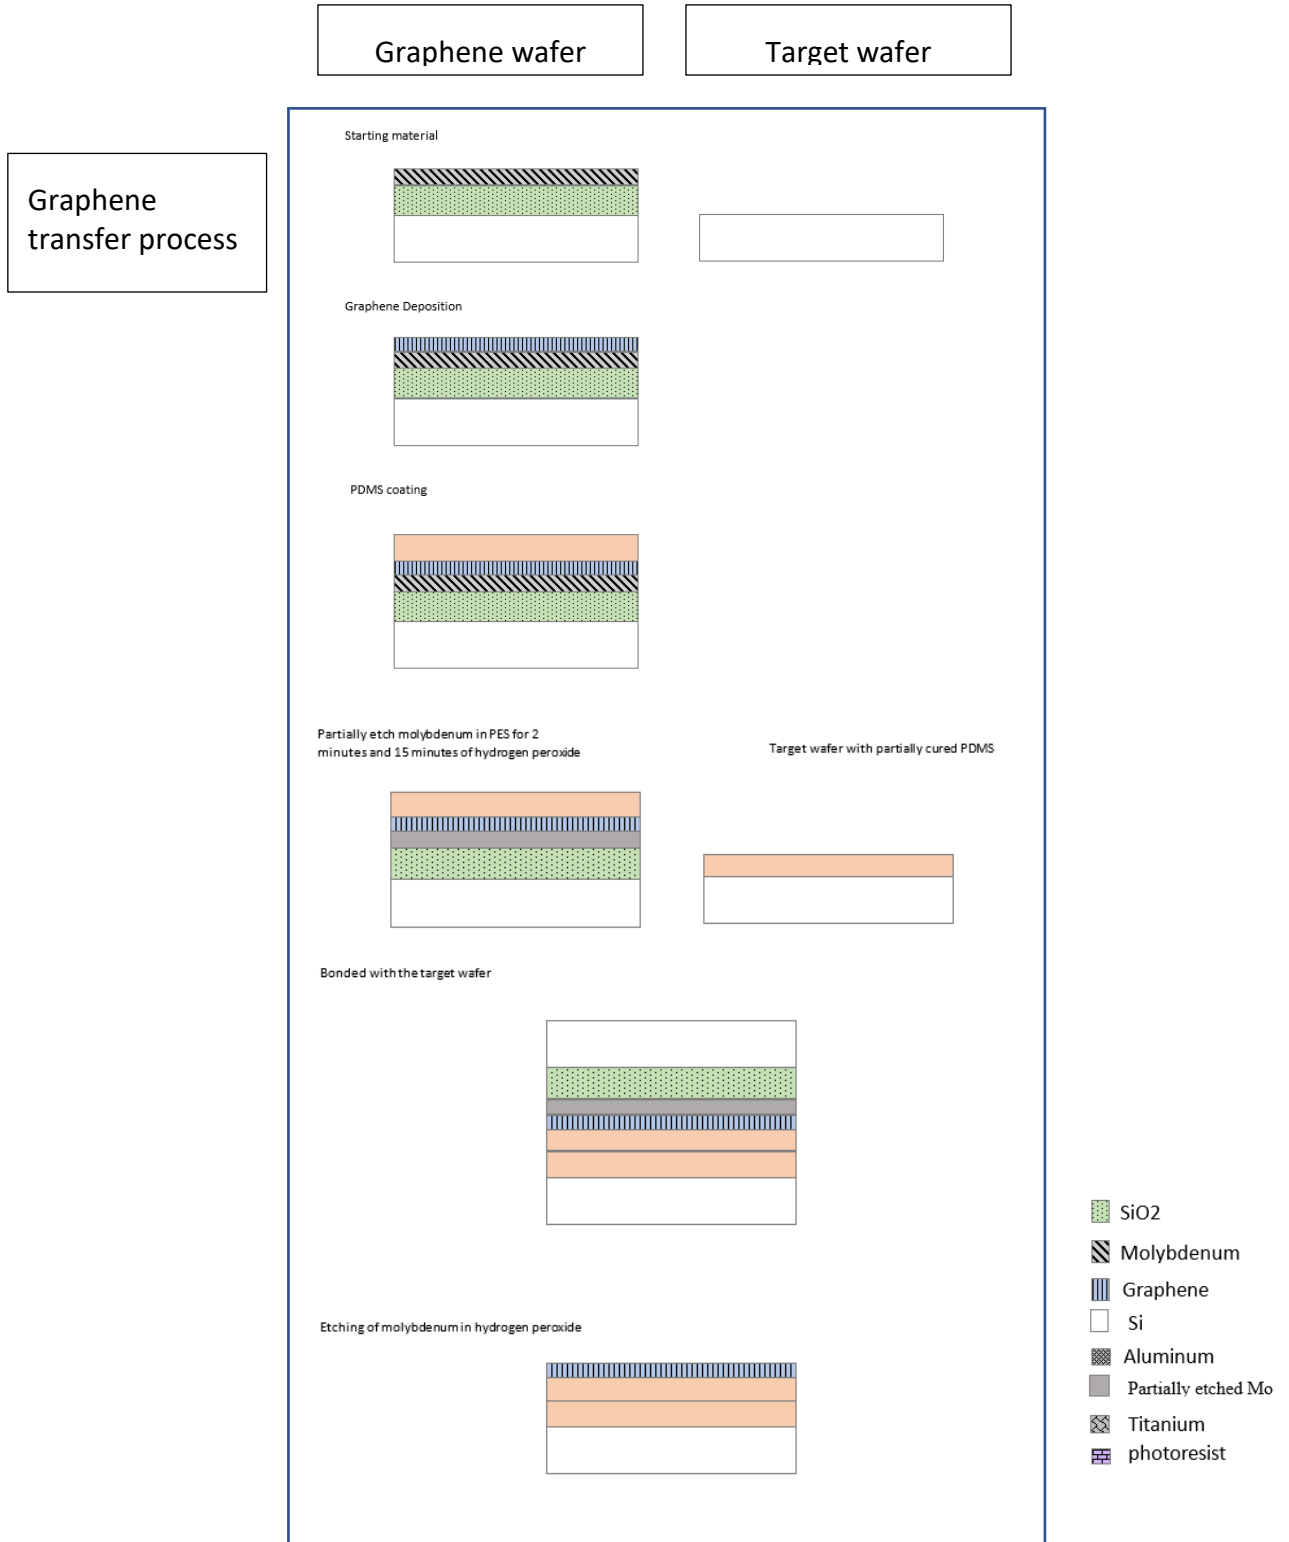 Graphene wafer
Target wafer
Graphene
transfer process
Starting material
Graphene Deposition
PDMS coating
Partially etch molybdenum in PES for 2
minutes and 15 minutes of hydrogen peroxide
Target wafer with partially cured PDMS
Bonded with the target wafer
Etching of molybdenum in hydrogen peroxide
SiO2
Molybdenum
Graphene
Si
Aluminum
Partially etched Mo
Titanium
photoresist